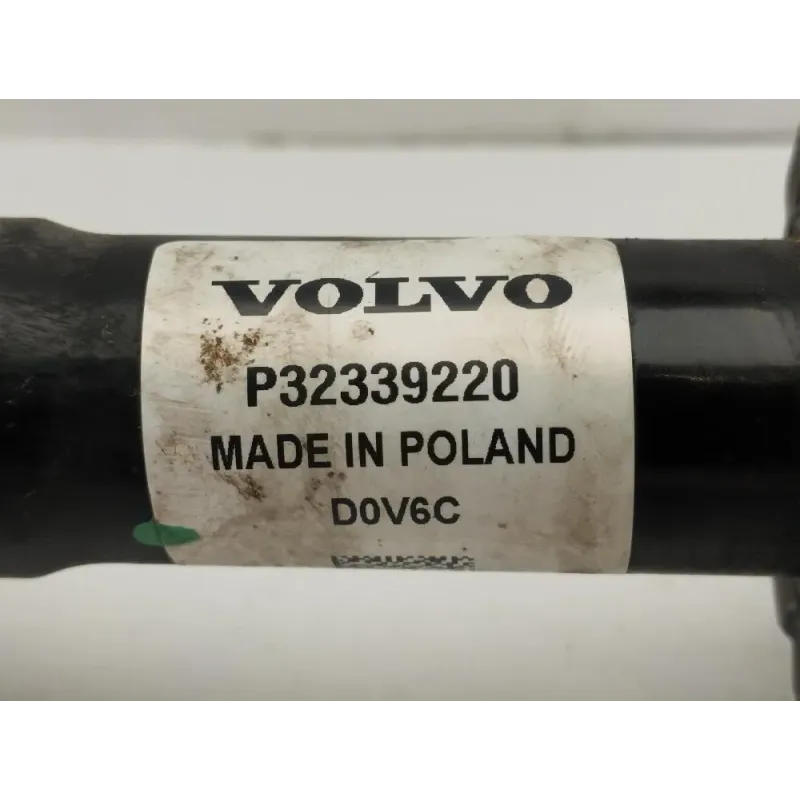 VOLVO
P32339220
MADE IN POLAND
D0V6C